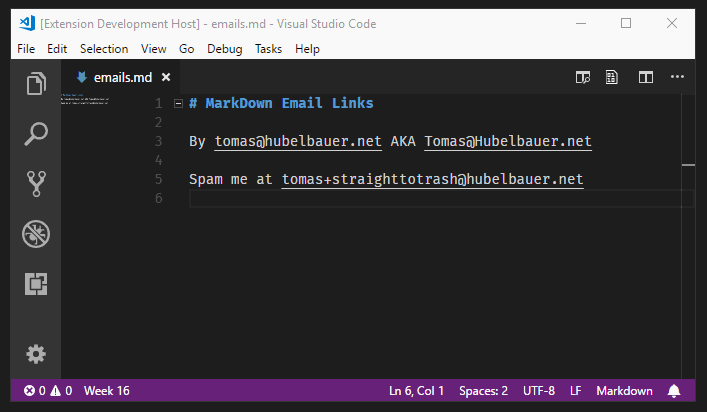 [Extension Development Host] - emails.md - Visual Studio Code
File Edit Selection View Go Debug Tasks Help
emails.md
1 # MarkDown Email Links
2
3 By tomas@hubelbauer.net AKA Tomas@Hubelbauer.net
4
5 Spam me at tomas+straighttotrash@hubelbauer.net
6
0 0 Week 16 Ln 6, Col 1 Spaces: 2 UTF-8 LF Markdown